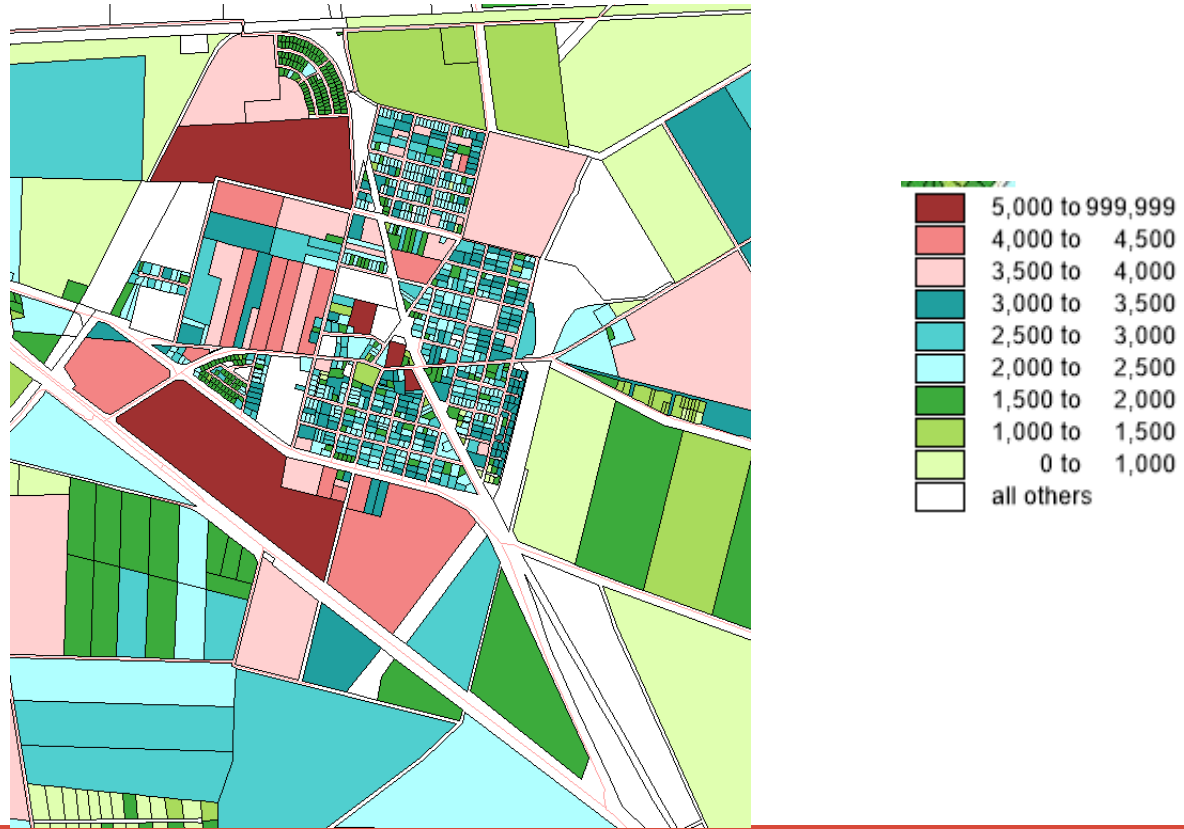 5,000 to 999,999
4,000 to 4,500
3,500 to 4,000
3,000 to 3,500
2,500 to 3,000
2,000 to 2,500
1,500 to 2,000
1,000 to 1,500
0 to 1,000
all others